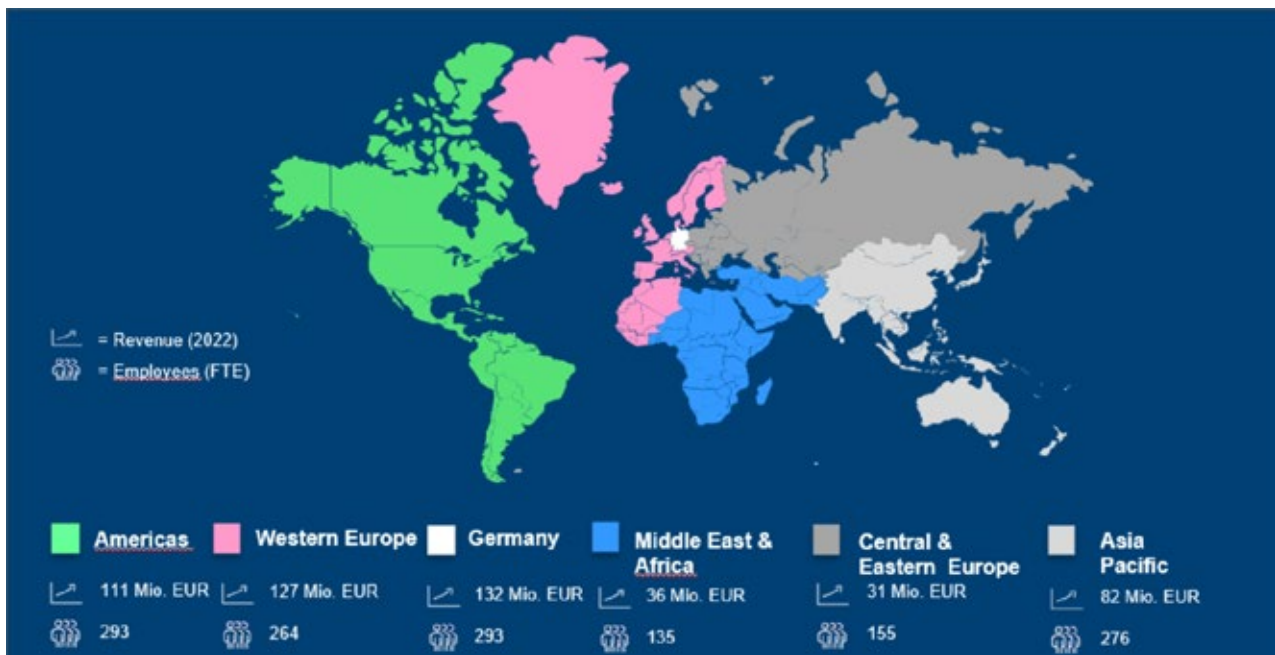 = Revenue (2022)
= Employees (FTE)
Americas
111 Mio. EUR
293
Western Europe
127 Mio. EUR
264
Germany
132 Mio. EUR
293
Middle East &
Africa
36 Mio. EUR
135
Central &
Eastern Europe
31 Mio. EUR
155
Asia
Pacific
82 Mio. EUR
276